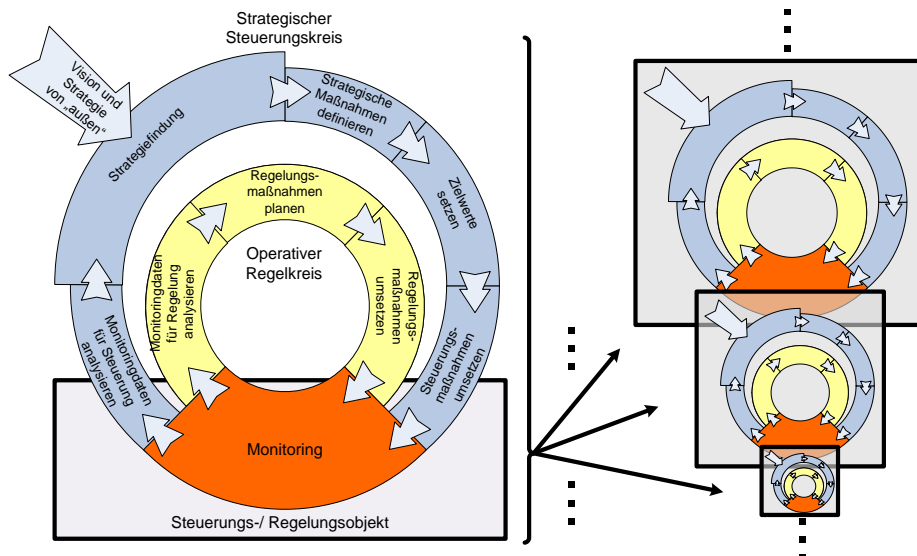 Strategischer
Steuerungskreis
Vision und
Strategie
von „außen“
Strategiefindung
Strategische
Maßnahmen
definieren
Zielwerte
setzen
Steuerungs-
maßnahmen
umsetzen
Monitoringdaten
für Steuerung
analysieren
Regelungs-
maßnahmen
planen
Operativer
Regelkreis
Regelungs-
maßnahmen
umsetzen
Monitoringdaten
für Regelung
analysieren
Monitoring
Steuerungs-/ Regelungsobjekt